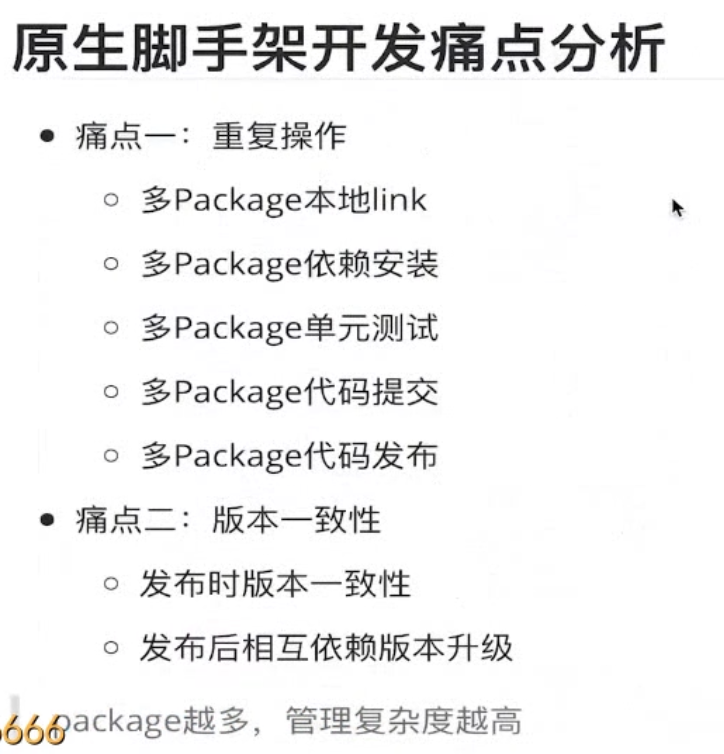 原生脚手架开发痛点分析
痛点一：重复操作
多Package本地link
多Package依赖安装
多Package单元测试
多Package代码提交
多Package代码发布
痛点二：版本一致性
发布时版本一致性
发布后相互依赖版本升级
package越多，管理复杂度越高
666